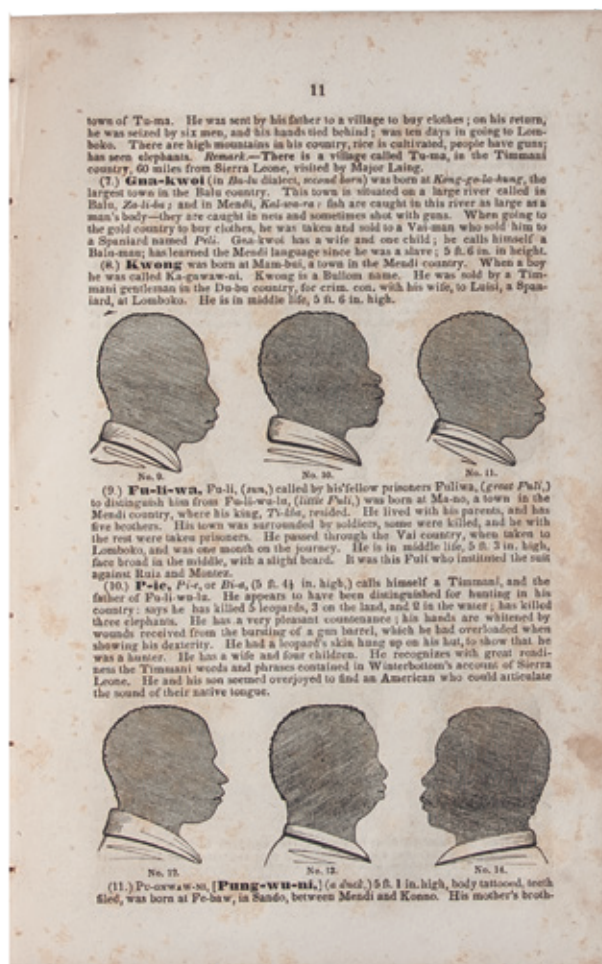 11
town of Tu-ma. He was sent by his father to a village to buy clothes; on his return,
he was seized by six men, and his hands tied behind; was ten days in going to Lom-
boko. There are high mountains in his country, rice is cultivated, people have guns;
has seen elephants. Remark.—There is a village called Tu-ma, in the Timmani
country, 60 miles from Sierra Leone, visited by Major Laing.
(7.) Gna-kwoi (in Ba-lu dialect, second born) was born at Kong-go-la-hung, the
largest town in the Balu country. This town is situated on a large river called in
Balu, Za-li-ba; and in Mendi, Kal-wa-ra: fish are caught in this river as large as a
man's body—they are caught in nets and sometimes shot with guns. When going to
the gold country to buy clothes, he was taken and sold to a Vai-man who sold him to
a Spaniard named Peli. Gna-kwoi has a wife and one child; he calls himself a
Balu-man; has learned the Mendi language since he was a slave; 5 ft. 6 in. in height.
(8.) Kwong was born at Mam-bui, a town in the Mendi country. When a boy
he was called Ka-gnwaw-ni. Kwong is a Bullom name. He was sold by a Tim-
mani gentleman in the Du-bu country, for crim. con. with his wife, to Luisi, a Span-
iard, at Lomboko. He is in middle life, 5 ft. 6 in. high.
No. 9. No. 10. No. 11.
(9.) Fu-li-wa, Fu-li, (sun,) called by his fellow prisoners Fuliwa, (great Fuli,)
to distinguish him from Fu-li-wu-lu, (little Fuli,) was born at Ma-no, a town in the
Mendi country, where his king, Ti-kba, resided. He lived with his parents, and has
five brothers. His town was surrounded by soldiers, some were killed, and he with
the rest were taken prisoners. He passed through the Vai country, when taken to
Lomboko, and was one month on the journey. He is in middle life, 5 ft. 3 in. high,
face broad in the middle, with a slight beard. It was this Fuli who instituted the suit
against Ruiz and Montez.
(10.) P-ie, Pi-e, or Bi-a, (5 ft. 4½ in. high,) calls himself a Timmani, and the
father of Fu-li-wu-lu. He appears to have been distinguished for hunting in his
country: says he has killed 5 leopards, 3 on the land, and 2 in the water; has killed
three elephants. He has a very pleasant countenance; his hands are whitened by
wounds received from the bursting of a gun barrel, which he had overloaded when
showing his dexterity. He had a leopard's skin hung up on his hut, to show that he
was a hunter. He has a wife and four children. He recognizes with great readi-
ness the Timmani words and phrases contained in Winterbottom's account of Sierra
Leone. He and his son seemed overjoyed to find an American who could articulate
the sound of their native tongue.
No. 12. No. 13. No. 14.
(11.) PU-GNWAW-NI, [Pung-wu-ni,] (a duck,) 5 ft. 1 in. high, body tattooed, teeth
filed, was born at Fe-baw, in Sando, between Mendi and Konno. His mother's broth-